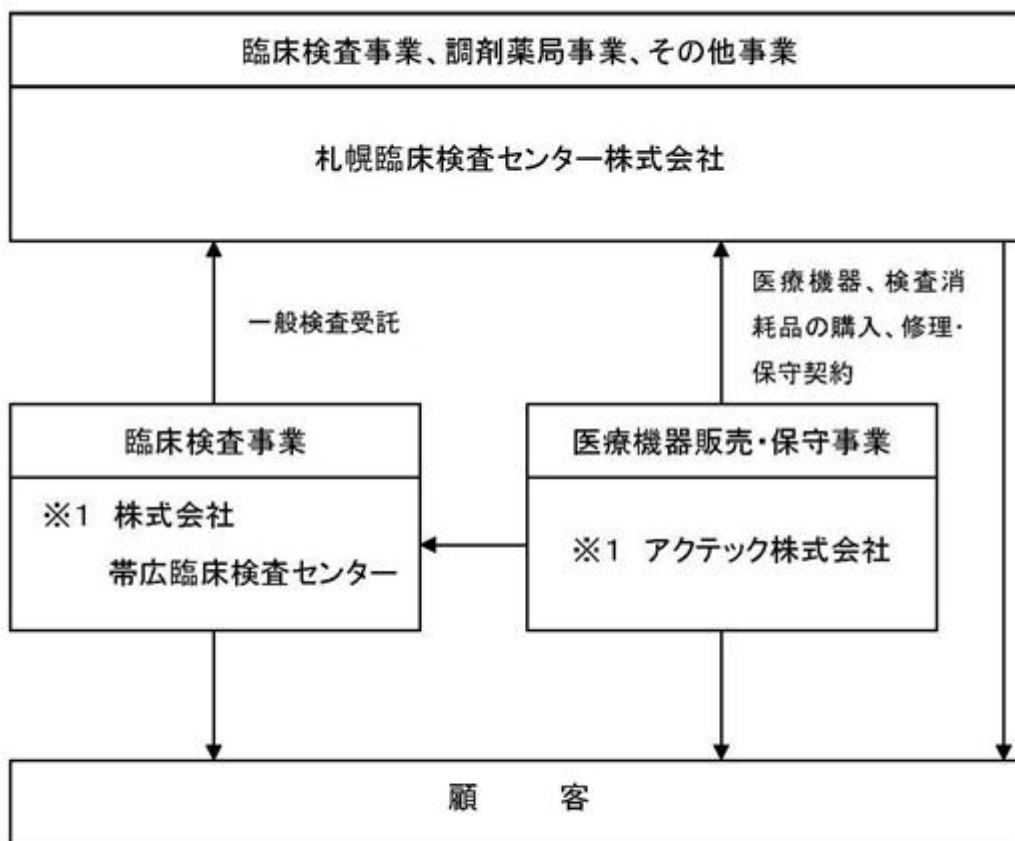 臨床検査事業、調剤薬局事業、その他事業
札幌臨床検査センター株式会社
一般検査受託
医療機器、検査消
耗品の購入、修理・
保守契約
臨床検査事業
※1 株式会社
帯広臨床検査センター
医療機器販売・保守事業
※1 アクテック株式会社
顧 客